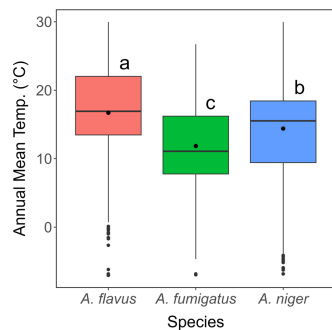 Annual Mean Temp. (°C)
30
20
10
0
a
c
b
A. flavus A. fumigatus A. niger
Species